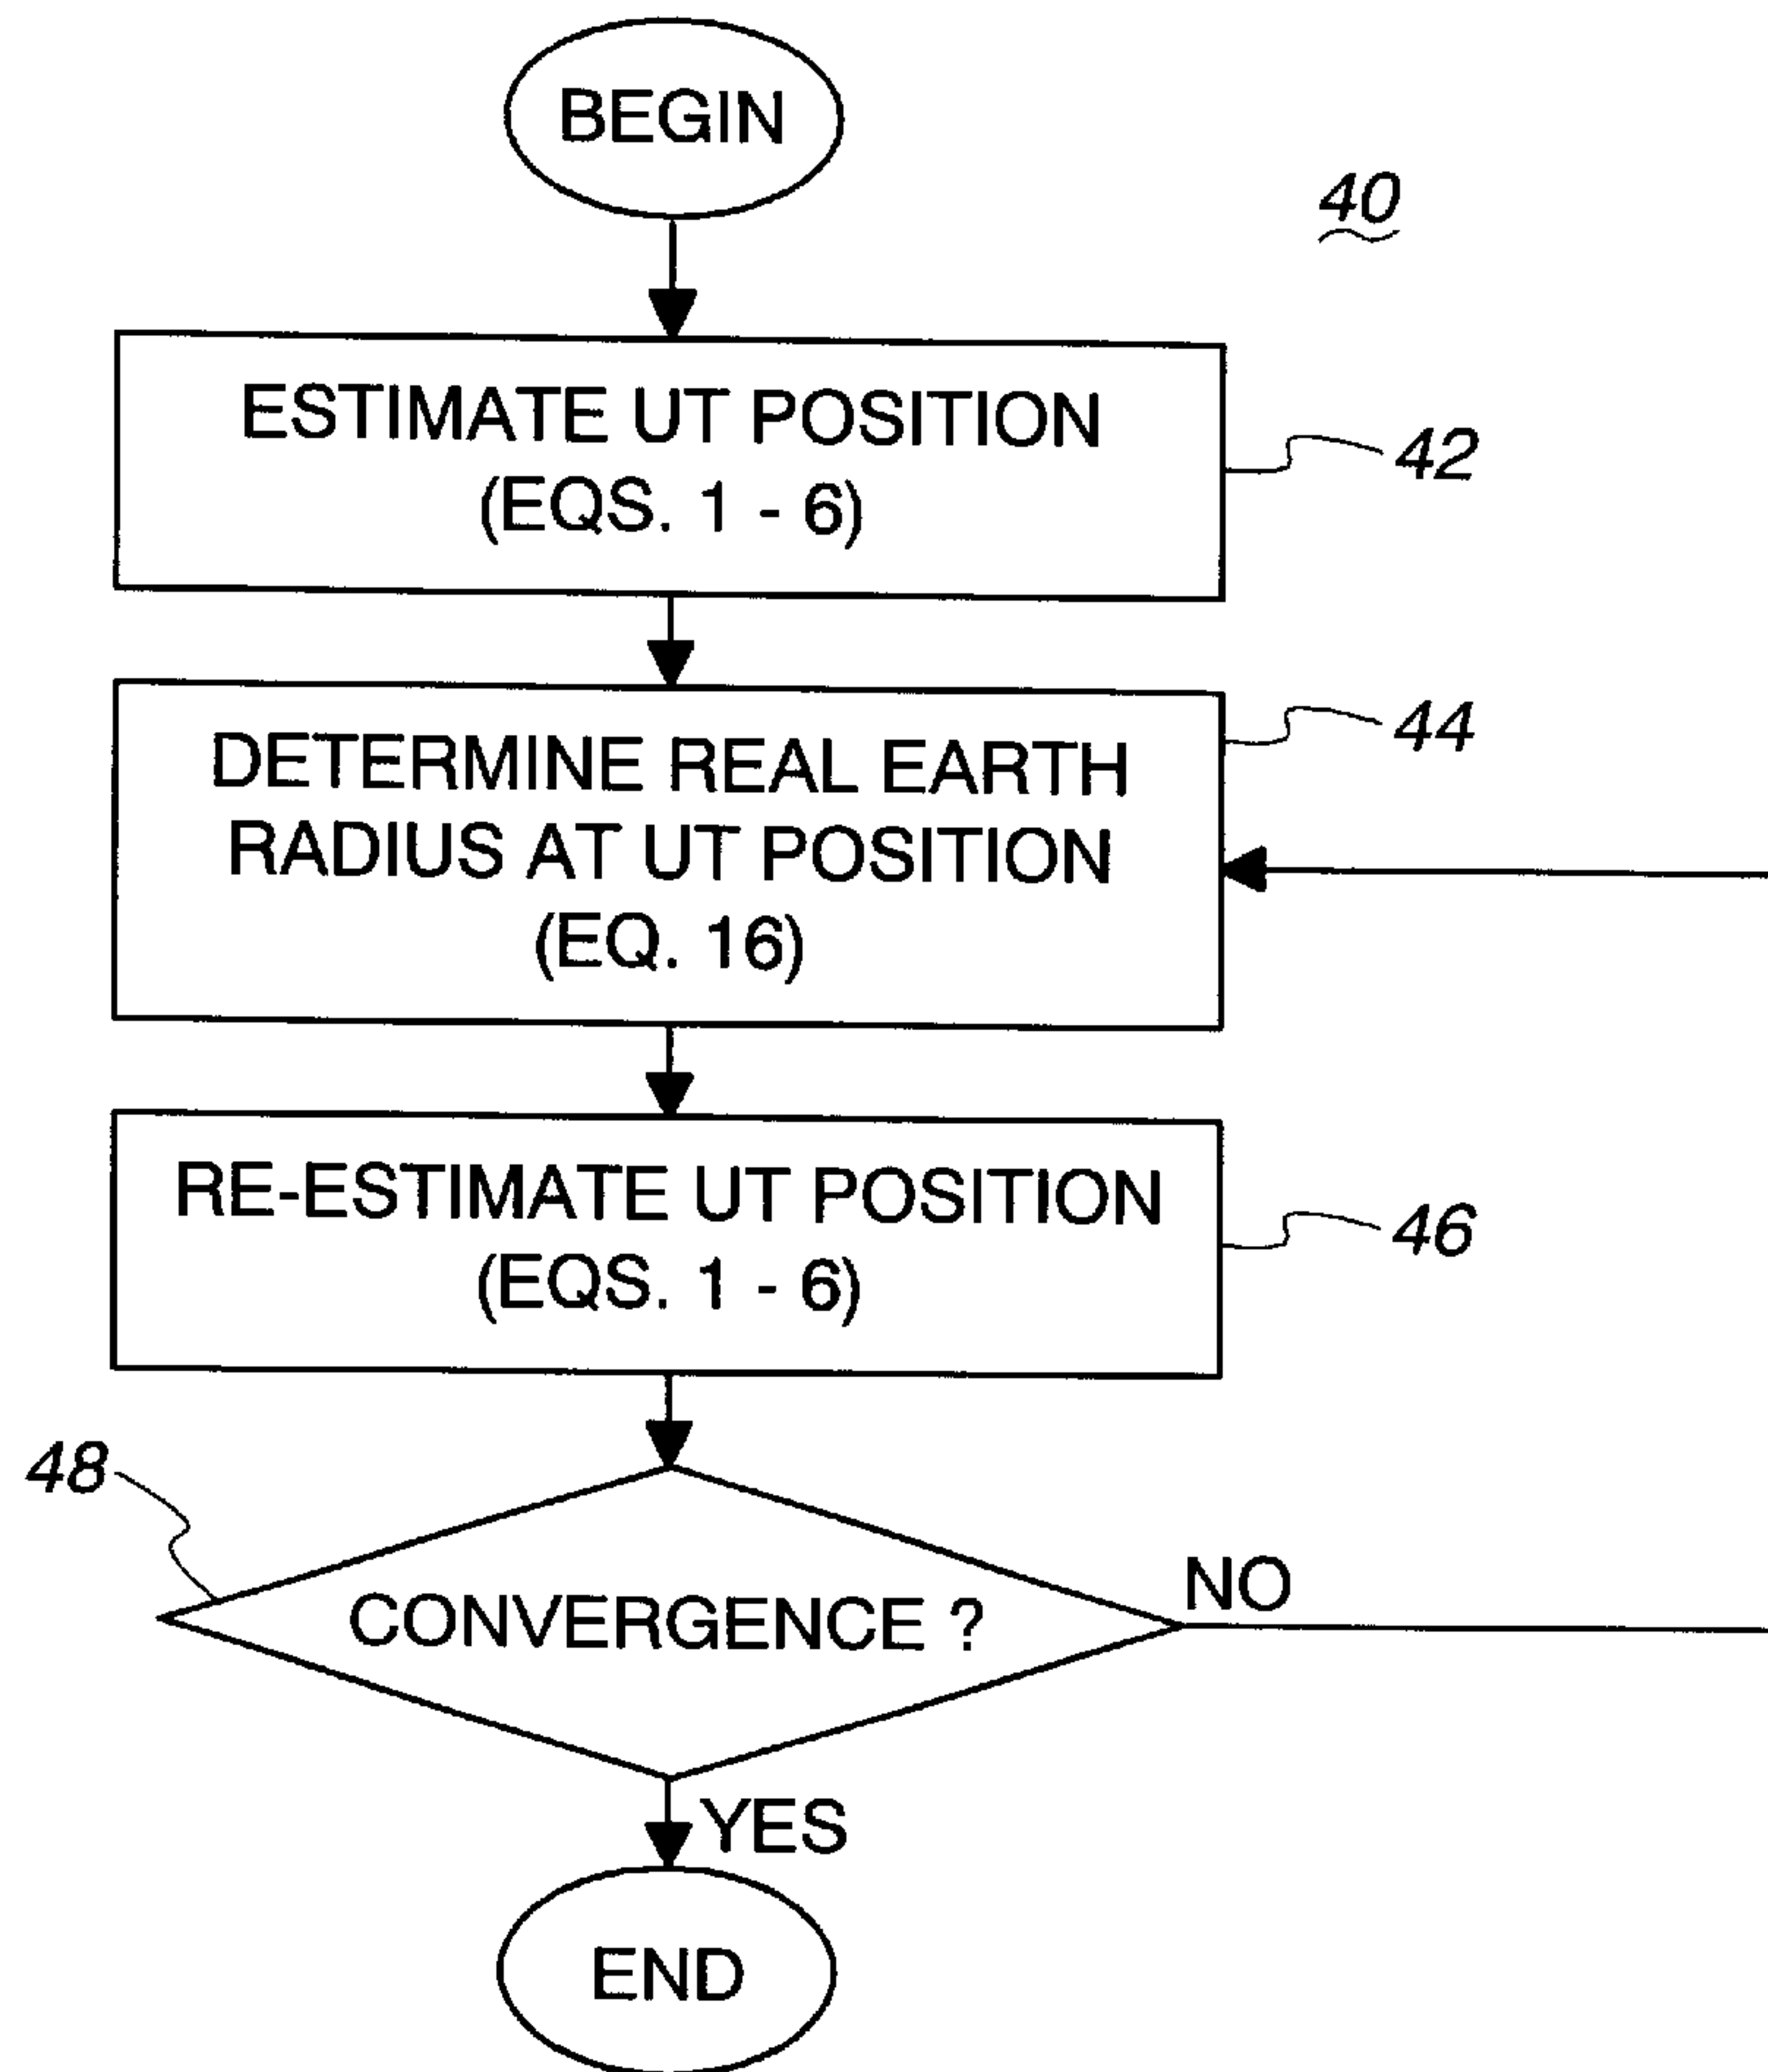 BEGIN
40
ESTIMATE UT POSITION
(EQS. 1 - 6)
42
DETERMINE REAL EARTH
RADIUS AT UT POSITION
(EQ. 16)
44
RE-ESTIMATE UT POSITION
(EQS. 1 - 6)
46
48
CONVERGENCE ?
NO
YES
END